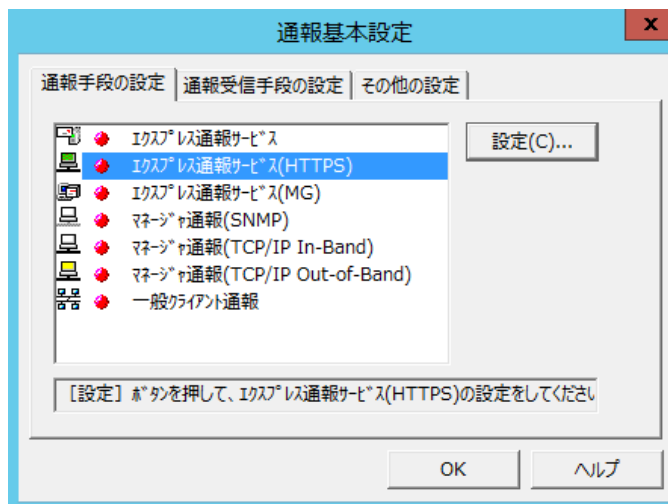 通報基本設定
x
通報手段の設定 通報受信手段の設定 その他の設定
ｴｸｽﾌﾟﾚｽ通報ｻｰﾋﾞｽ
設定(C)...
ｴｸｽﾌﾟﾚｽ通報ｻｰﾋﾞｽ(HTTPS)
ｴｸｽﾌﾟﾚｽ通報ｻｰﾋﾞｽ(MG)
ﾏﾈｰｼﾞｬ通報(SNMP)
ﾏﾈｰｼﾞｬ通報(TCP/IP In-Band)
ﾏﾈｰｼﾞｬ通報(TCP/IP Out-of-Band)
一般ｸﾗｲｱﾝﾄ通報
［設定］ﾎﾞﾀﾝを押して、ｴｸｽﾌﾟﾚｽ通報ｻｰﾋﾞｽ(HTTPS)の設定をしてください
OK ヘルプ